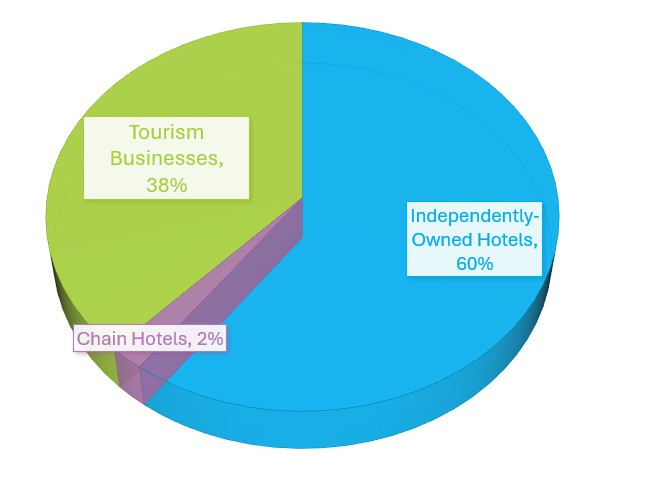 Tourism
Businesses,
38%
Independently-
Owned Hotels,
60%
Chain Hotels, 2%